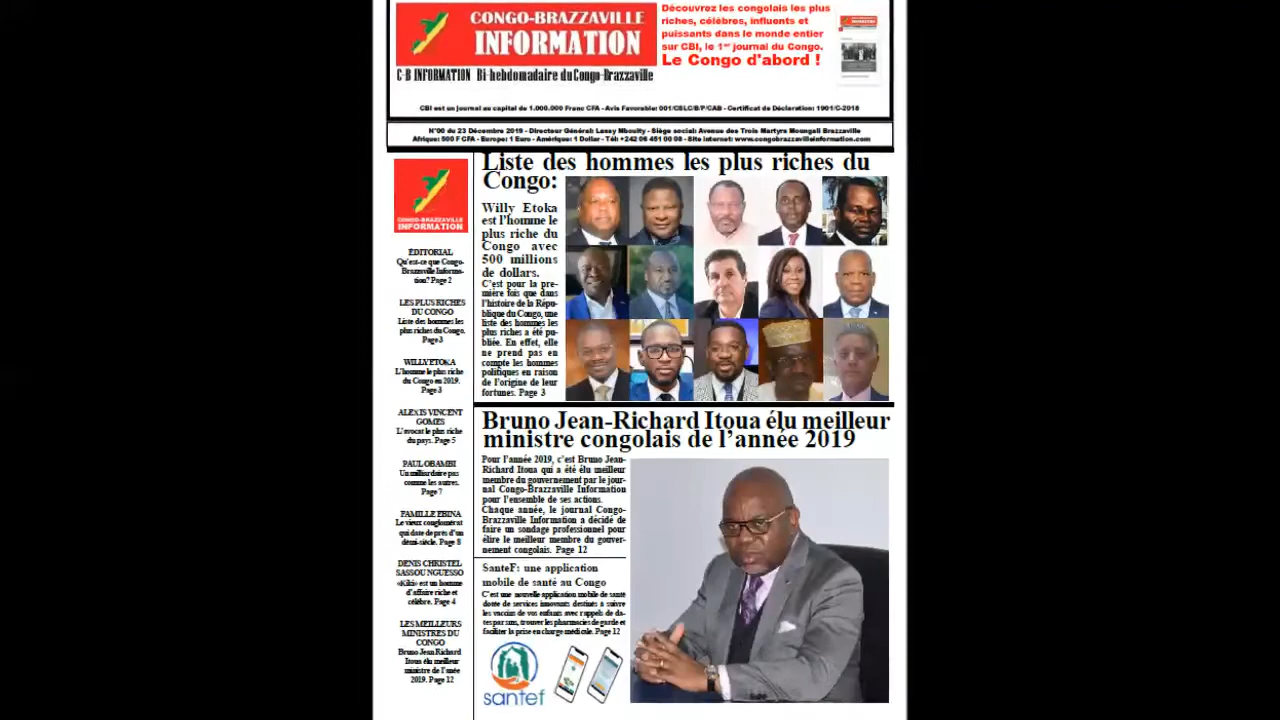 CONGO-BRAZZAVILLE
INFORMATION
C-B INFORMATION Bi-hebdomadaire du Congo-Brazzaville
Découvrez les congolais les plus
riches, célèbres, influents et
puissants dans le monde entier
sur CBI, le 1er journal du Congo.
Le Congo d'abord !
CBI est un journal au capital de 1.000.000 Franc CFA - Avis Favorable: 001/CSLC/B/P/CAB - Certificat de Déclaration: 1901/C-2015
N°00 du 23 Décembre 2019 - Directeur Général: Lassy Mbouity - Siège social: Avenue des Trois Martyrs Moungali Brazzaville
Afrique: 500 F CFA - Europe: 1 Euro - Amérique: 1 Dollar - Tél: +242 06 451 00 08 - Site internet: www.congobrazzavilleinformation.com
CONGO-BRAZZAVILLE
INFORMATION
ÉDITORIAL
Qu'est-ce que Congo-
Brazzaville Informa-
tion? Page 2
LES PLUS RICHES
DU CONGO
Liste des hommes les
plus riches du Congo.
Page 3
WILLY ETOKA
L'homme le plus riche
du Congo en 2019.
Page 3
ALEXIS VINCENT
GOMES
L'avocat le plus riche
du pays. Page 5
PAUL OBAMBI
Un milliardaire pas
comme les autres.
Page 7
FAMILLE EBINA
Le vieux conglomérat
qui date de près d'un
demi-siècle. Page 8
DENIS CHRISTEL
SASSOU NGUESSO
«Kiki» est un homme
d'affaire riche et
célèbre. Page 4
LES MEILLEURS
MINISTRES DU
CONGO
Bruno Jean Richard
Itoua élu meilleur
ministre de l'anée
2019. Page 12
Liste des hommes les plus riches du
Congo:
Willy Etoka
est l'homme le
plus riche du
Congo avec
500 millions
de dollars.
C'est pour la pre-
mière fois que dans
l'histoire de la Répu-
blique du Congo, une
liste des hommes les
plus riches a été pu-
bliée. En effet, elle
ne prend pas en
compte les hommes
politiques en raison
de l'origine de leur
fortunes. Page 3
Bruno Jean-Richard Itoua élu meilleur
ministre congolais de l'année 2019
Pour l'année 2019, c'est Bruno Jean-
Richard Itoua qui a été élu meilleur
membre du gouvernement par le jour-
nal Congo-Brazzaville Information
pour l'ensemble de ses actions.
Chaque année, le journal Congo-
Brazzaville Information a décidé de
faire un sondage professionnel pour
élire le meilleur membre du gouver-
nement congolais. Page 12
SanteF: une application
mobile de santé au Congo
C'est une nouvelle application mobile de santé
dotée de services innovants destinés à suivre
les vaccins de vos enfants avec rappels de da-
tes par sms, trouver les pharmacies de garde et
faciliter la prise en charge médicale. Page 12
santef